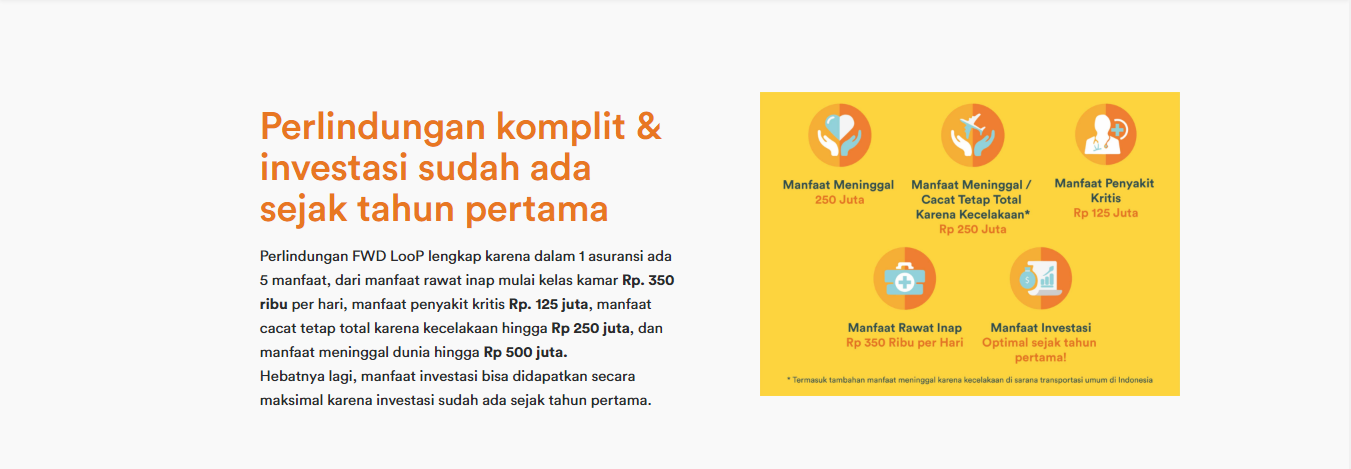 Perlindungan komplit &
investasi sudah ada
sejak tahun pertama
Perlindungan FWD LooP lengkap karena dalam 1 asuransi ada
5 manfaat, dari manfaat rawat inap mulai kelas kamar Rp. 350
ribu per hari, manfaat penyakit kritis Rp. 125 juta, manfaat
cacat tetap total karena kecelakaan hingga Rp 250 juta, dan
manfaat meninggal dunia hingga Rp 500 juta.
Hebatnya lagi, manfaat investasi bisa didapatkan secara
maksimal karena investasi sudah ada sejak tahun pertama.
Manfaat Meninggal
250 Juta
Manfaat Meninggal /
Cacat Tetap Total
Karena Kecelakaan*
Rp 250 Juta
Manfaat Penyakit
Kritis
Rp 125 Juta
Manfaat Rawat Inap
Rp 350 Ribu per Hari
Manfaat Investasi
Optimal sejak tahun
pertama!
* Termasuk tambahan manfaat meninggal karena kecelakaan di sarana transportasi umum di Indonesia